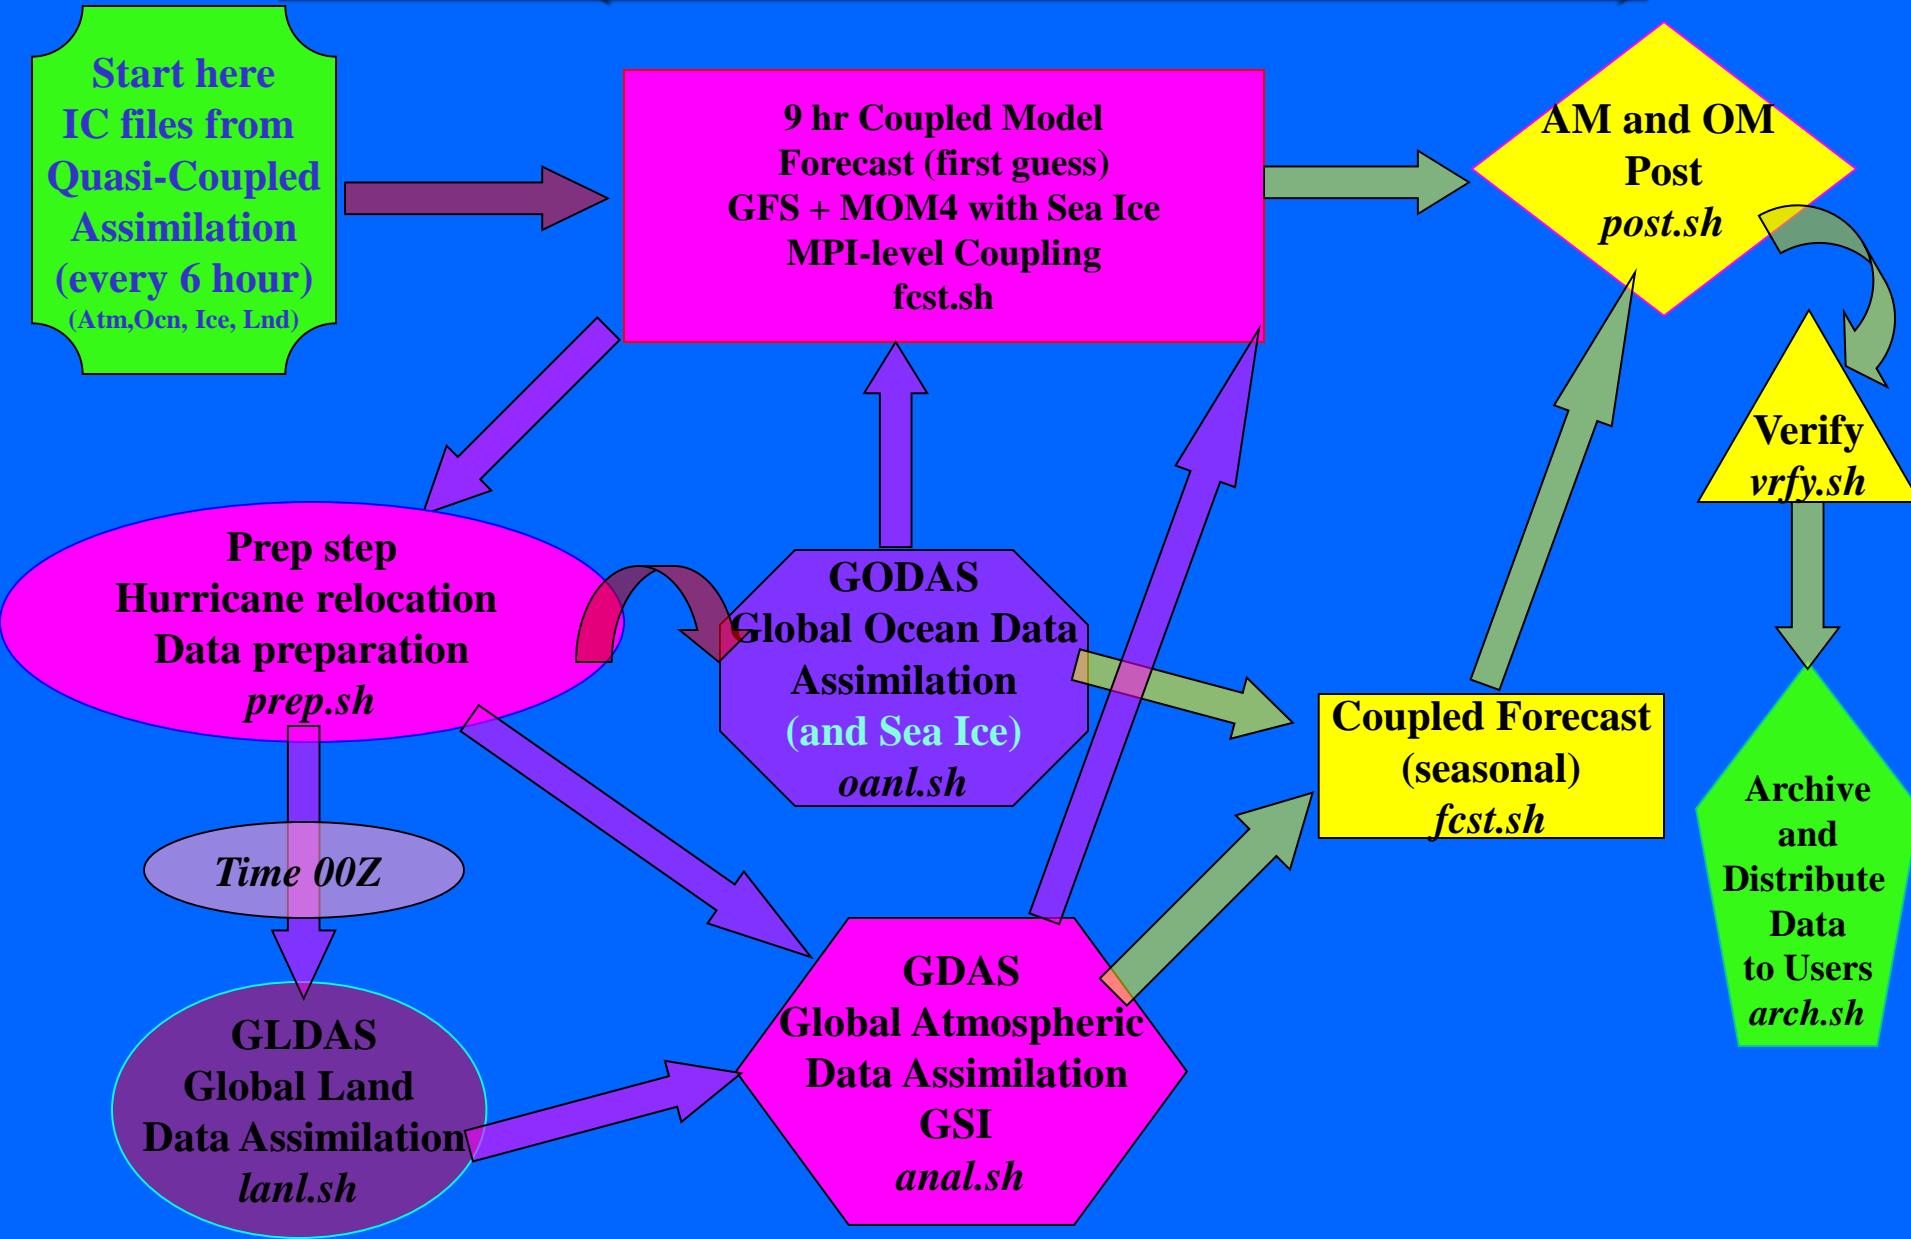 Start here
IC files from
Quasi-Coupled
Assimilation
(every 6 hour)
(Atm,Ocn, Ice, Lnd)
9 hr Coupled Model
Forecast (first guess)
GFS + MOM4 with Sea Ice
MPI-level Coupling
fcst.sh
AM and OM
Post
post.sh
Verify
vrfy.sh
Prep step
Hurricane relocation
Data preparation
prep.sh
GODAS
Global Ocean Data
Assimilation
(and Sea Ice)
oanl.sh
Coupled Forecast
(seasonal)
fcst.sh
Archive
and
Distribute
Data
to Users
arch.sh
Time 00Z
GLDAS
Global Land
Data Assimilation
lanl.sh
GDAS
Global Atmospheric
Data Assimilation
GSI
anal.sh